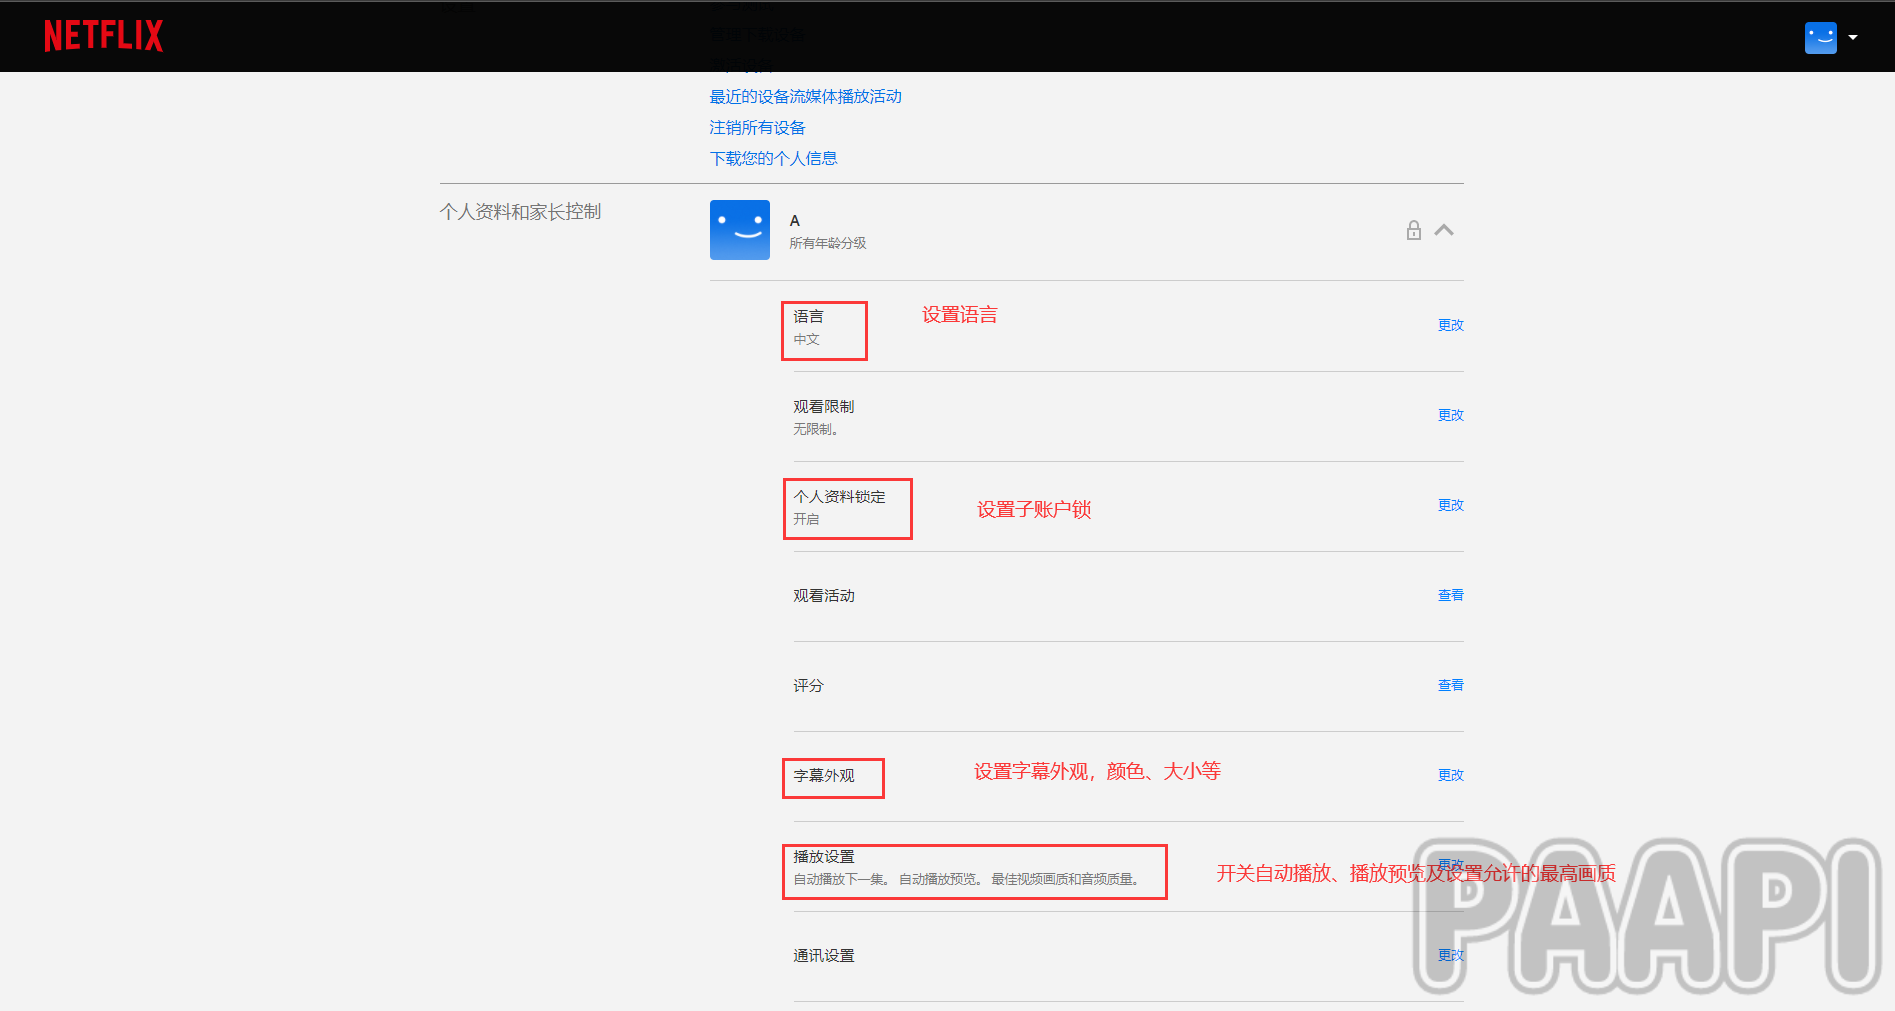 NETFLIX
最近的设备流媒体播放活动
注销所有设备
下载您的个人信息
个人资料和家长控制
A
所有年龄分级
语言
设置语言
更改
中文
观看限制
更改
无限制。
个人资料锁定
设置子账户锁
更改
开启
观看活动
查看
评分
查看
字幕外观
设置字幕外观，颜色、大小等
更改
播放设置
更改
自动播放下一集。 自动播放预览。 最佳视频画质和音频质量。
开关自动播放、播放预览及设置允许的最高画质
通讯设置
更改
PAAPI